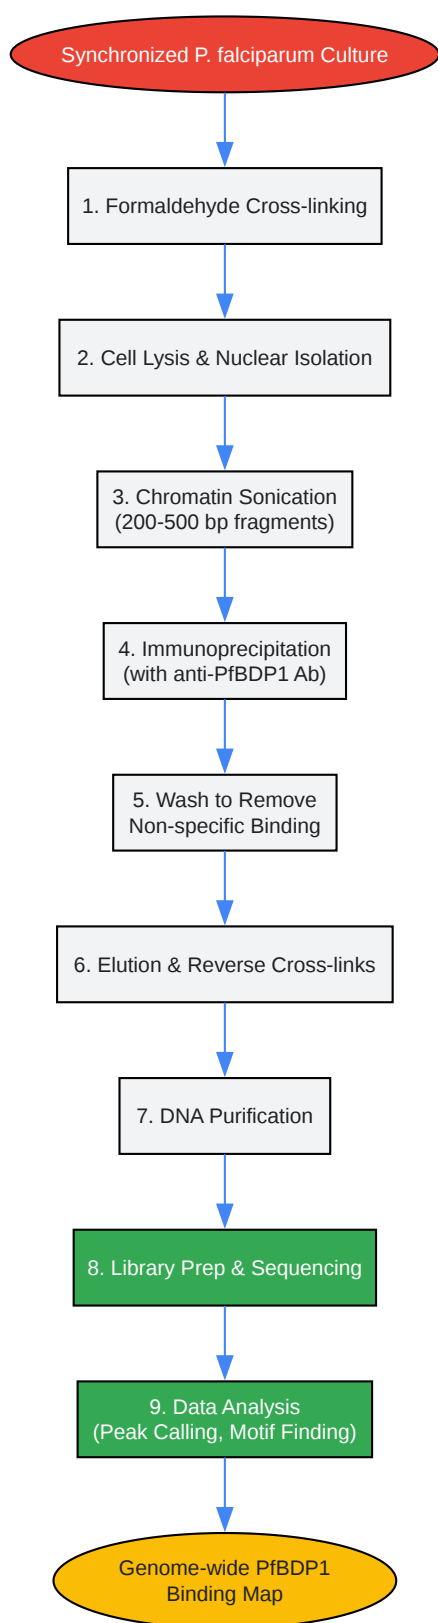 Synchronized P. falciparum Culture
1. Formaldehyde Cross-linking
2. Cell Lysis & Nuclear Isolation
3. Chromatin Sonication
(200-500 bp fragments)
4. Immunoprecipitation
(with anti-PfBDP1 Ab)
5. Wash to Remove
Non-specific Binding
6. Elution & Reverse Cross-links
7. DNA Purification
8. Library Prep & Sequencing
9. Data Analysis
(Peak Calling, Motif Finding)
Genome-wide PfBDP1
Binding Map